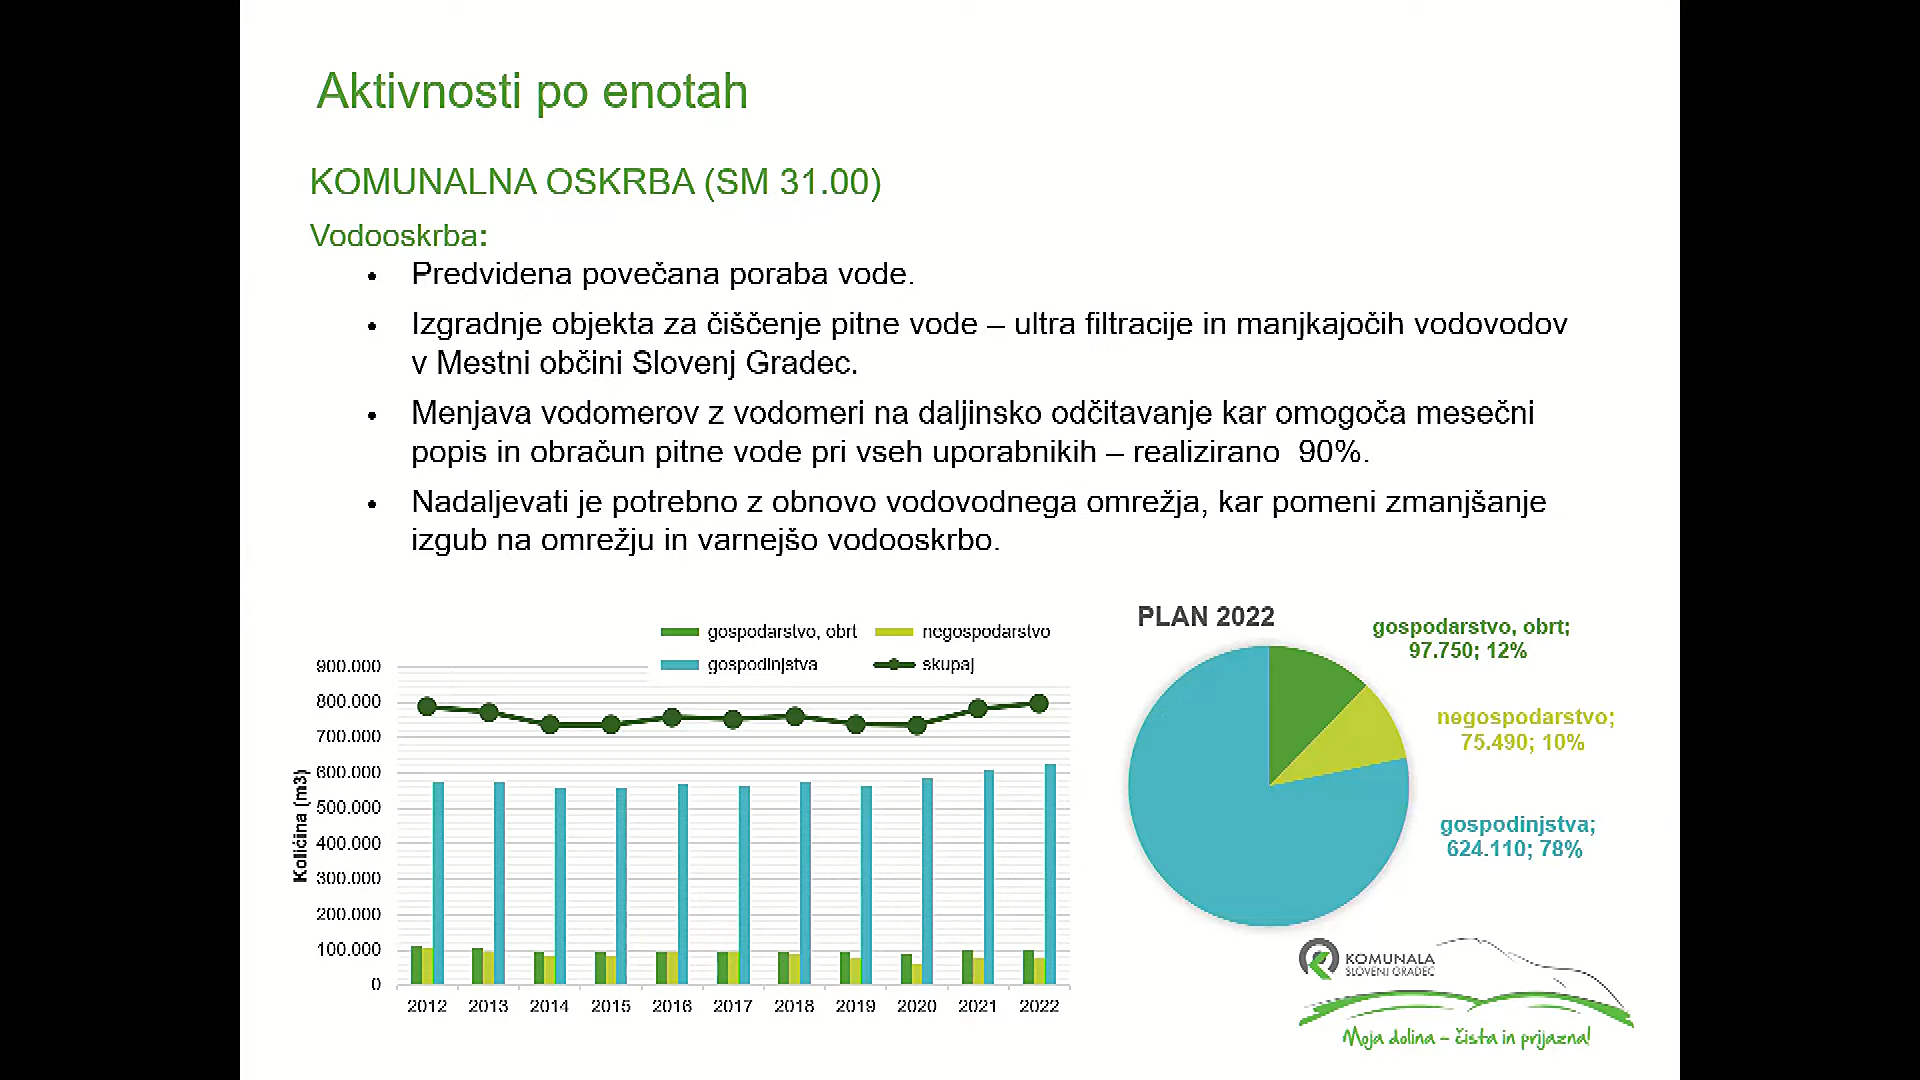 Aktivnosti po enotah
KOMUNALNA OSKRBA (SM 31.00)
Vodooskrba:
• Predvidena povečana poraba vode.
• Izgradnje objekta za čiščenje pitne vode – ultra filtracije in manjkajočih vodovodov
v Mestni občini Slovenj Gradec.
• Menjava vodomerov z vodomeri na daljinsko odčitavanje kar omogoča mesečni
popis in obračun pitne vode pri vseh uporabnikih – realizirano 90%.
• Nadaljevati je potrebno z obnovo vodovodnega omrežja, kar pomeni zmanjšanje
izgub na omrežju in varnejšo vodooskrbo.
gospodarstvo, obrt negospodarstvo
gospodinjstva skupaj
Količina (m3)
900.000
800.000
700.000
600.000
500.000
400.000
300.000
200.000
100.000
0
2012 2013 2014 2015 2016 2017 2018 2019 2020 2021 2022
PLAN 2022
gospodarstvo, obrt;
97.750; 12%
negospodarstvo;
75.490; 10%
gospodinjstva;
624.110; 78%
KOMUNALA
SLOVENJ GRADEC
Moja dolina – čista in prijazna!